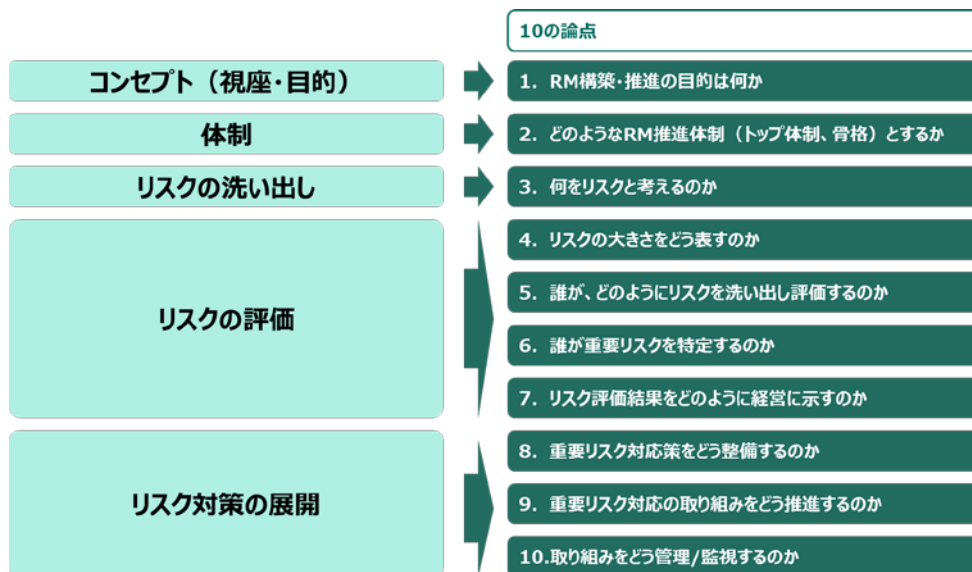 10の論点
コンセプト（視座・目的）
1. RM構築・推進の目的は何か
体制
2. どのようなRM推進体制（トップ体制、骨格）とするか
リスクの洗い出し
3. 何をリスクと考えるのか
リスクの評価
4. リスクの大きさをどう表すのか
5. 誰が、どのようにリスクを洗い出し評価するのか
6. 誰が重要リスクを特定するのか
7. リスク評価結果をどのように経営に示すのか
リスク対策の展開
8. 重要リスク対応策をどう整備するのか
9. 重要リスク対応の取り組みをどう推進するのか
10.取り組みをどう管理/監視するのか